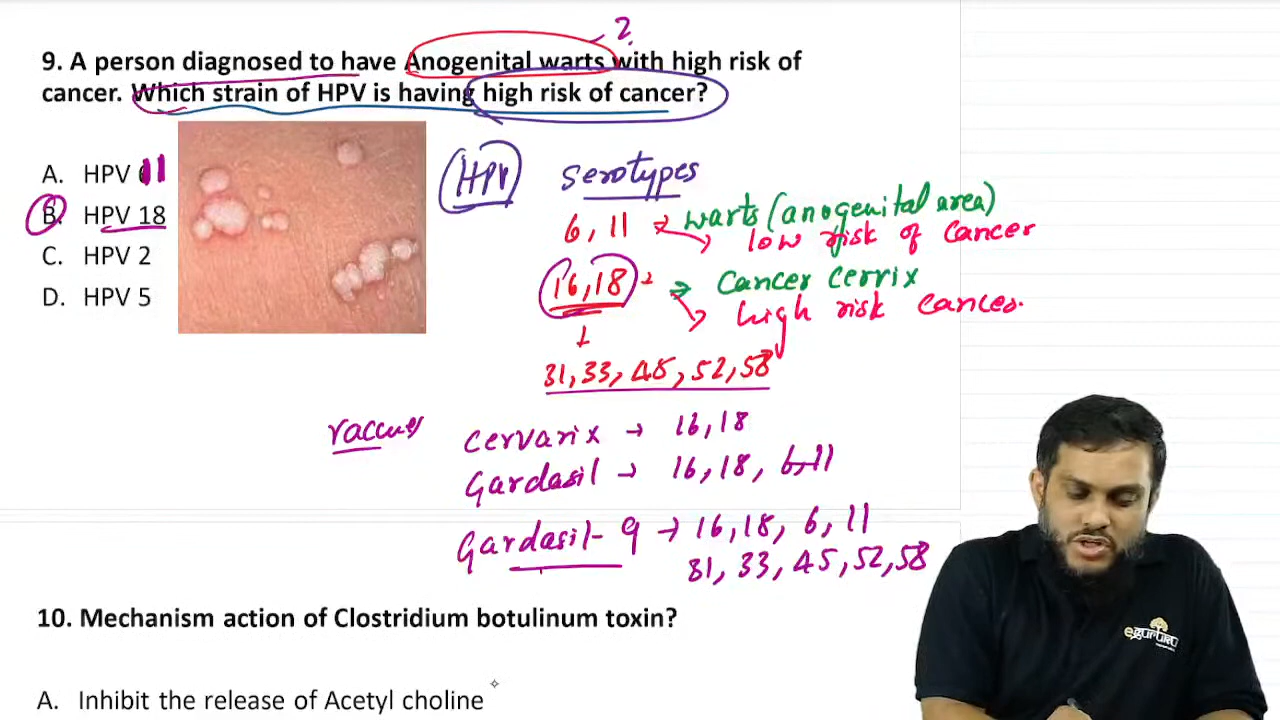 9. A person diagnosed to have Anogenital warts with high risk of
cancer. Which strain of HPV is having high risk of cancer?
?
A. HPV 11
B. HPV 18
C. HPV 2
D. HPV 5
HPV serotypes
6, 11 → warts (anogenital area)
→ low risk of cancer
16, 18 → Cancer Cervix
→ high risk cancer
31, 33, 45, 52, 58
Cervarix → 16, 18
Gardasil → 16, 18, 6, 11
Gardasil-9 → 16, 18, 6, 11
31, 33, 45, 52, 58
10. Mechanism action of Clostridium botulinum toxin?
A. Inhibit the release of Acetyl choline
egurukul